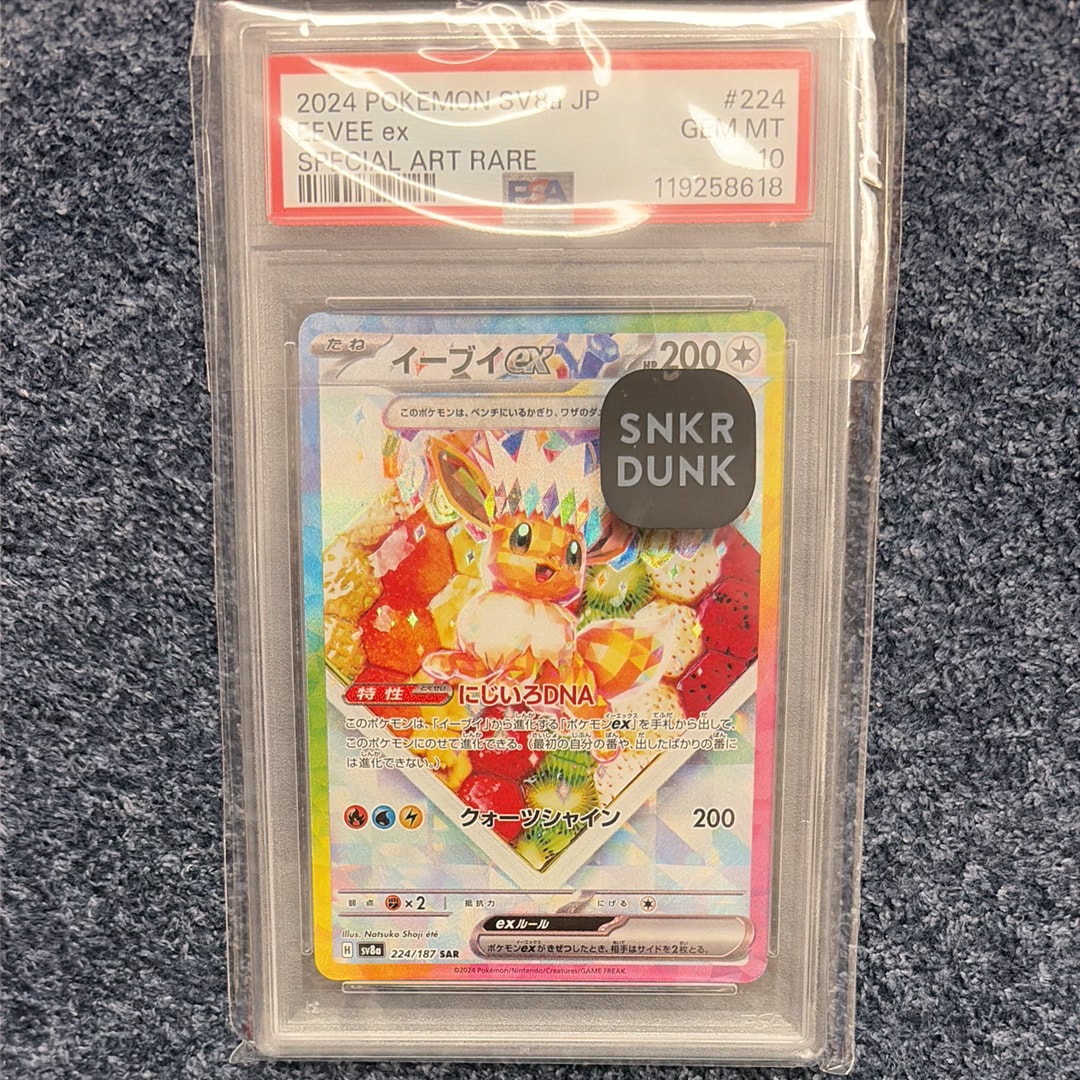 2024 POKEMON SV8a JP
#224
EEVEE ex
GEM MT
SPECIAL ART RARE
10
PSA
119258618
たね
イーブイex
HP 200
このポケモンは、ベンチにいるかぎり、ワザのダ
SNKR
DUNK
特性
とくせい
にじいろDNA
このポケモンは、「イーブイ」から進化する「ポケモンex」を手札から出して、
このポケモンにのせて進化できる。（最初の自分の番や、出したばかりの番に
は進化できない。）
クォーツシャイン 200
弱点 ×2 抵抗力 にげる
exルール
ポケモンexがきぜつしたとき、相手はサイドを2枚とる。
Illus. Natsuko Shoji été
H sv8a 224/187 SAR
©2024 Pokémon/Nintendo/Creatures/GAME FREAK